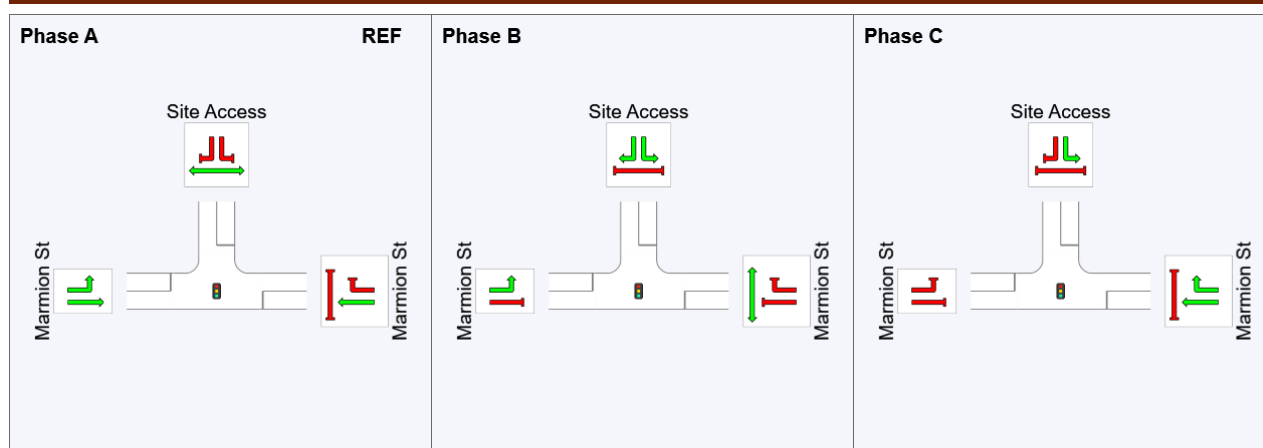 Phase A
REF
Site Access
Marmion St
Marmion St
Phase B
Site Access
Marmion St
Marmion St
Phase C
Site Access
Marmion St
Marmion St